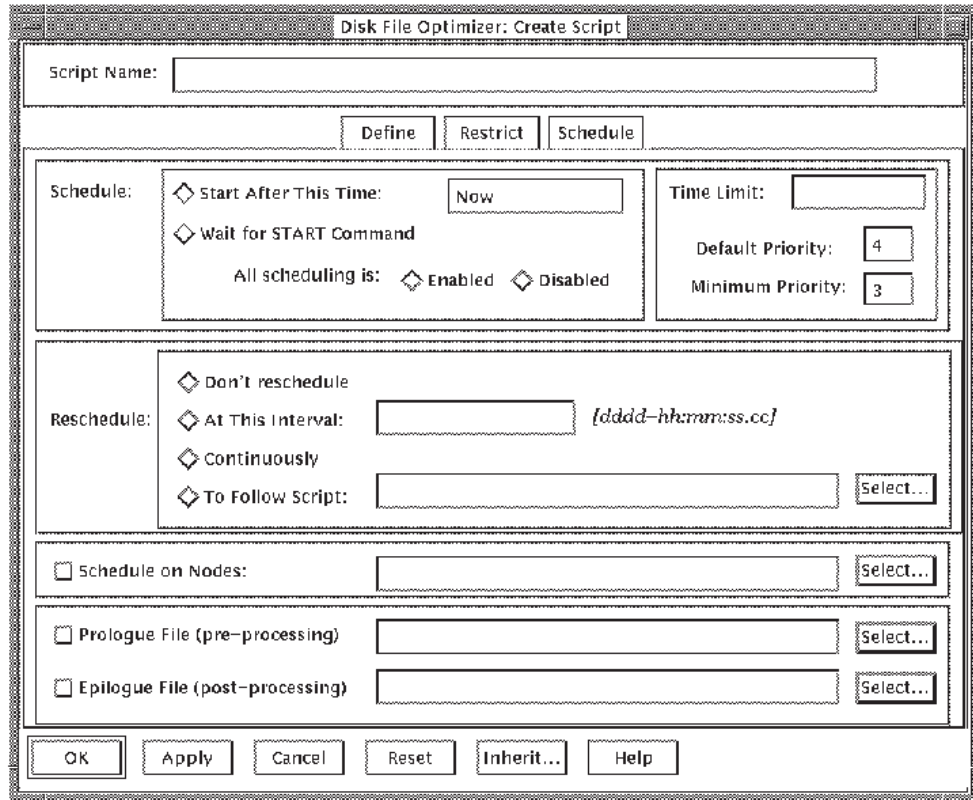 Disk File Optimizer: Create Script
Script Name:
Define Restrict Schedule
Schedule:
Start After This Time: Now
Wait for START Command
All scheduling is: Enabled Disabled
Time Limit:
Default Priority: 4
Minimum Priority: 3
Reschedule:
Don't reschedule
At This Interval: [dddd-hh:mm:ss.cc]
Continuously
To Follow Script: Select...
Schedule on Nodes: Select...
Prologue File (pre-processing) Select...
Epilogue File (post-processing) Select...
OK Apply Cancel Reset Inherit... Help